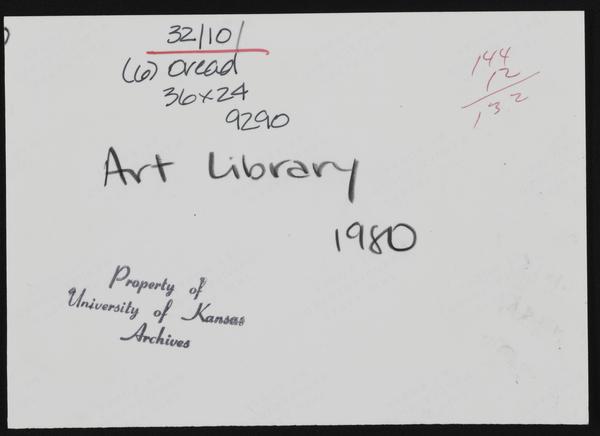 32/10/
(6) Oread
36x24
9290
144
12
132
Art Library
1980
Property of
University of Kansas
Archives